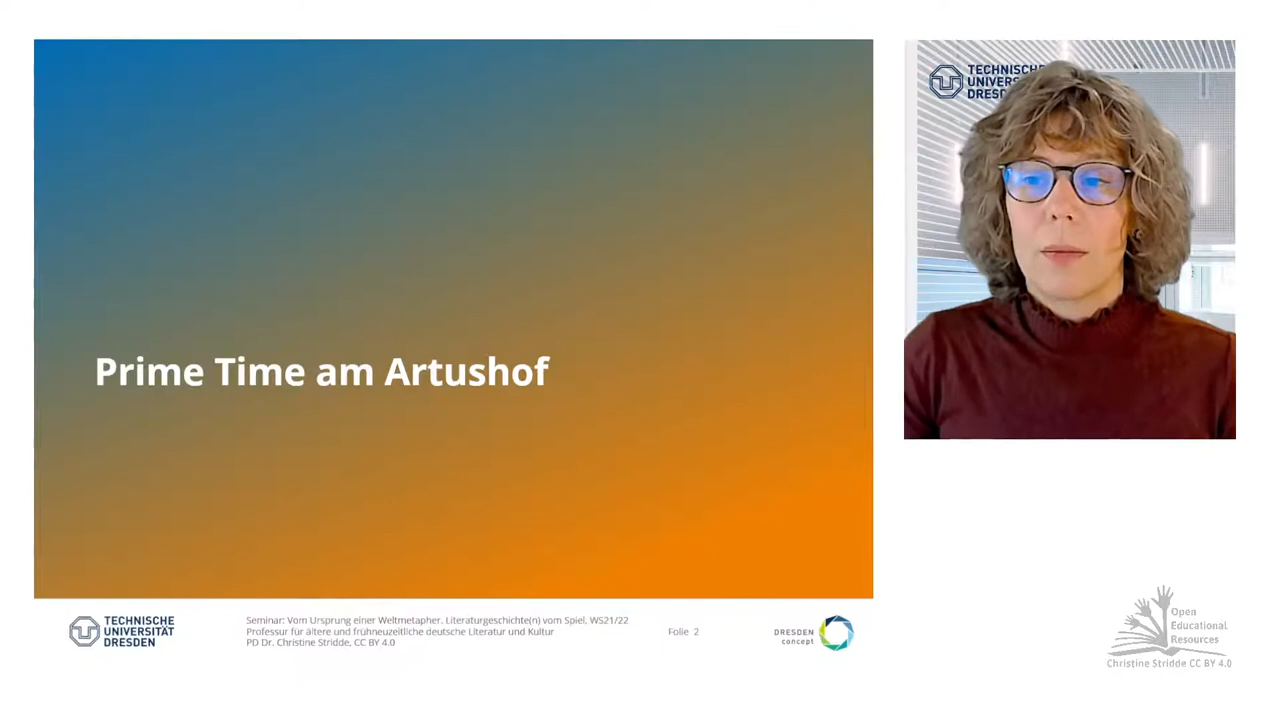 Prime Time am Artushof
TECHNISCHE
UNIVERSITÄT
DRESDEN
Seminar: Vom Ursprung einer Weltmetapher. Literaturgeschichte(n) vom Spiel, WS21/22
Professur für ältere und frühneuzeitliche deutsche Literatur und Kultur
PD Dr. Christine Stridde, CC BY 4.0
Folie 2
DRESDEN
concept
TECHNISCHE
UNIVERS
DRES
Open
Educational
Resources
Christine Stridde CC BY 4.0